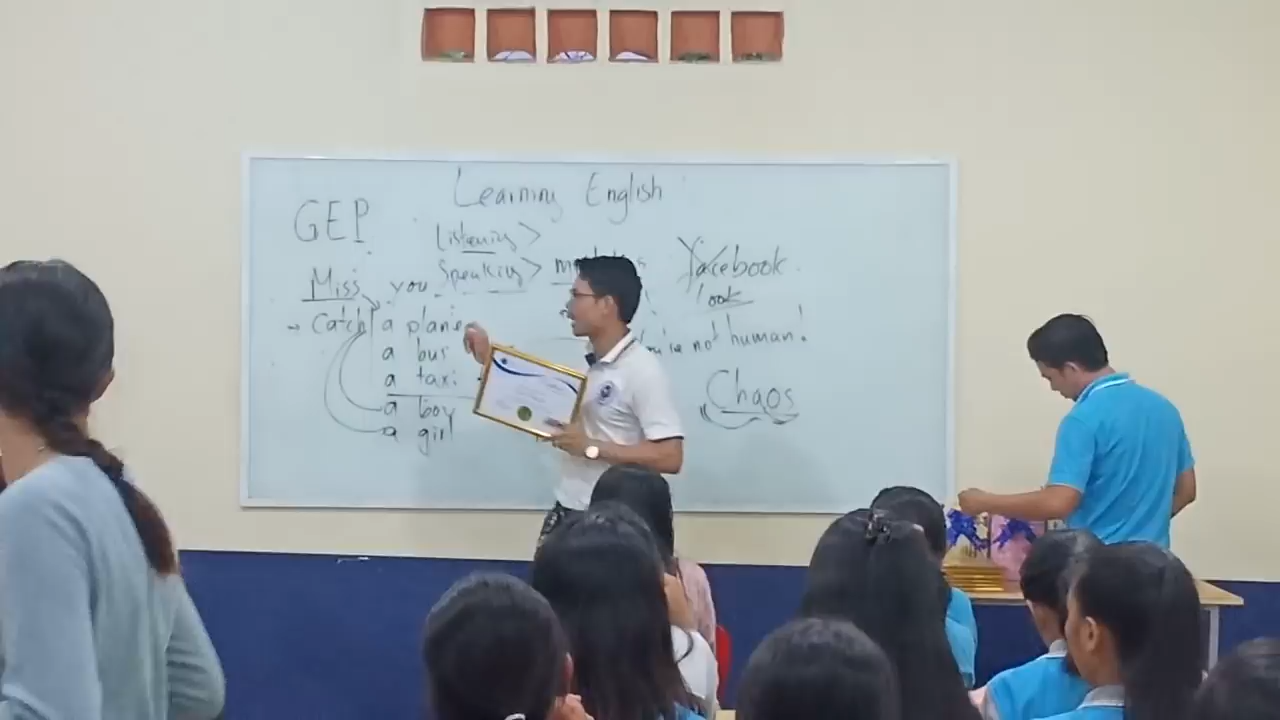 Learning English
GEP
Listening >
Speaking >
Miss you
Catch a plane
a bus
a taxi
a boy
a girl
facebook
look
not human!
Chaos